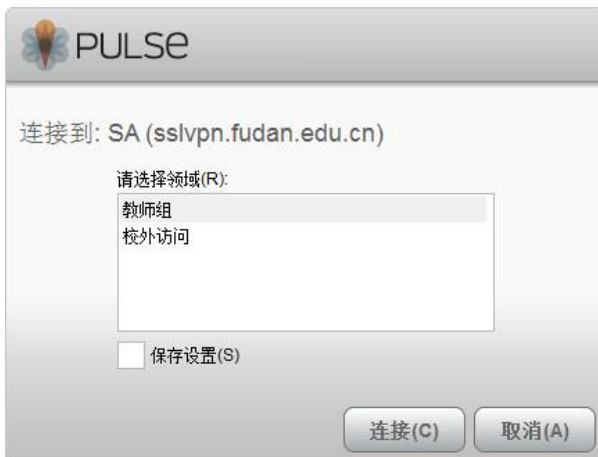 PULSe
连接到: SA (sslvpn.fudan.edu.cn)
请选择领域(R):
教师组
校外访问
保存设置(S)
连接(C) 取消(A)